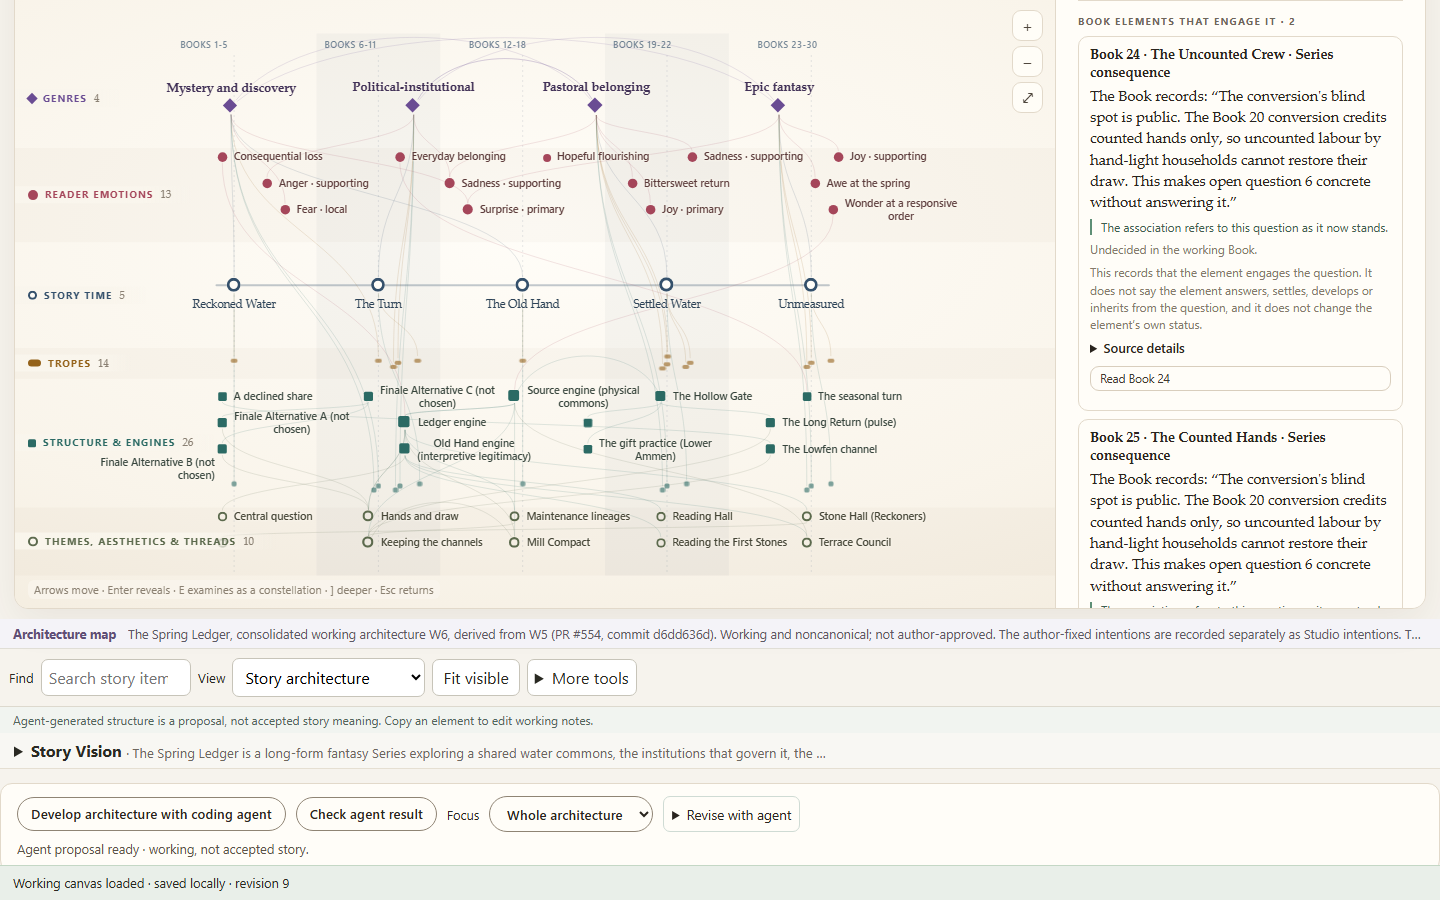 BOOKS 1-5
BOOKS 6-11
BOOKS 12-18
BOOKS 19-22
BOOKS 23-30
+
−
⤢
GENRES 4
Mystery and discovery
Political-institutional
Pastoral belonging
Epic fantasy
READER EMOTIONS 13
Consequential loss
Everyday belonging
Hopeful flourishing
Sadness · supporting
Joy · supporting
Anger · supporting
Sadness · supporting
Bittersweet return
Awe at the spring
Fear · local
Surprise · primary
Joy · primary
Wonder at a responsive
order
STORY TIME 5
Reckoned Water
The Turn
The Old Hand
Settled Water
Unmeasured
TROPES 14
STRUCTURE & ENGINES 26
A declined share
Finale Alternative C (not
chosen)
Source engine (physical
commons)
The Hollow Gate
The seasonal turn
Finale Alternative A (not
chosen)
Ledger engine
The Long Return (pulse)
Finale Alternative B (not
chosen)
Old Hand engine
(interpretive legitimacy)
The gift practice (Lower
Ammen)
The Lowfen channel
THEMES, AESTHETICS & THREADS 10
Central question
Hands and draw
Maintenance lineages
Reading Hall
Stone Hall (Reckoners)
Keeping the channels
Mill Compact
Reading the First Stones
Terrace Council
Arrows move · Enter reveals · E examines as a constellation · ] deeper · Esc returns
BOOK ELEMENTS THAT ENGAGE IT · 2
Book 24 · The Uncounted Crew · Series
consequence
The Book records: “The conversion's blind
spot is public. The Book 20 conversion credits
counted hands only, so uncounted labour by
hand-light households cannot restore their
draw. This makes open question 6 concrete
without answering it.”
The association refers to this question as it now stands.
Undecided in the working Book.
This records that the element engages the question. It
does not say the element answers, settles, develops or
inherits from the question, and it does not change the
element's own status.
▶ Source details
Read Book 24
Book 25 · The Counted Hands · Series
consequence
The Book records: “The conversion's blind
spot is public. The Book 20 conversion credits
counted hands only, so uncounted labour by
hand-light households cannot restore their
draw. This makes open question 6 concrete
without answering it.”
Architecture map The Spring Ledger, consolidated working architecture W6, derived from W5 (PR #554, commit d6dd636d). Working and noncanonical; not author-approved. The author-fixed intentions are recorded separately as Studio intentions. T...
Find Search story item View Story architecture Fit visible ▶ More tools
Agent-generated structure is a proposal, not accepted story meaning. Copy an element to edit working notes.
▶ Story Vision · The Spring Ledger is a long-form fantasy Series exploring a shared water commons, the institutions that govern it, the ...
Develop architecture with coding agent Check agent result Focus Whole architecture ▶ Revise with agent
Agent proposal ready · working, not accepted story.
Working canvas loaded · saved locally · revision 9